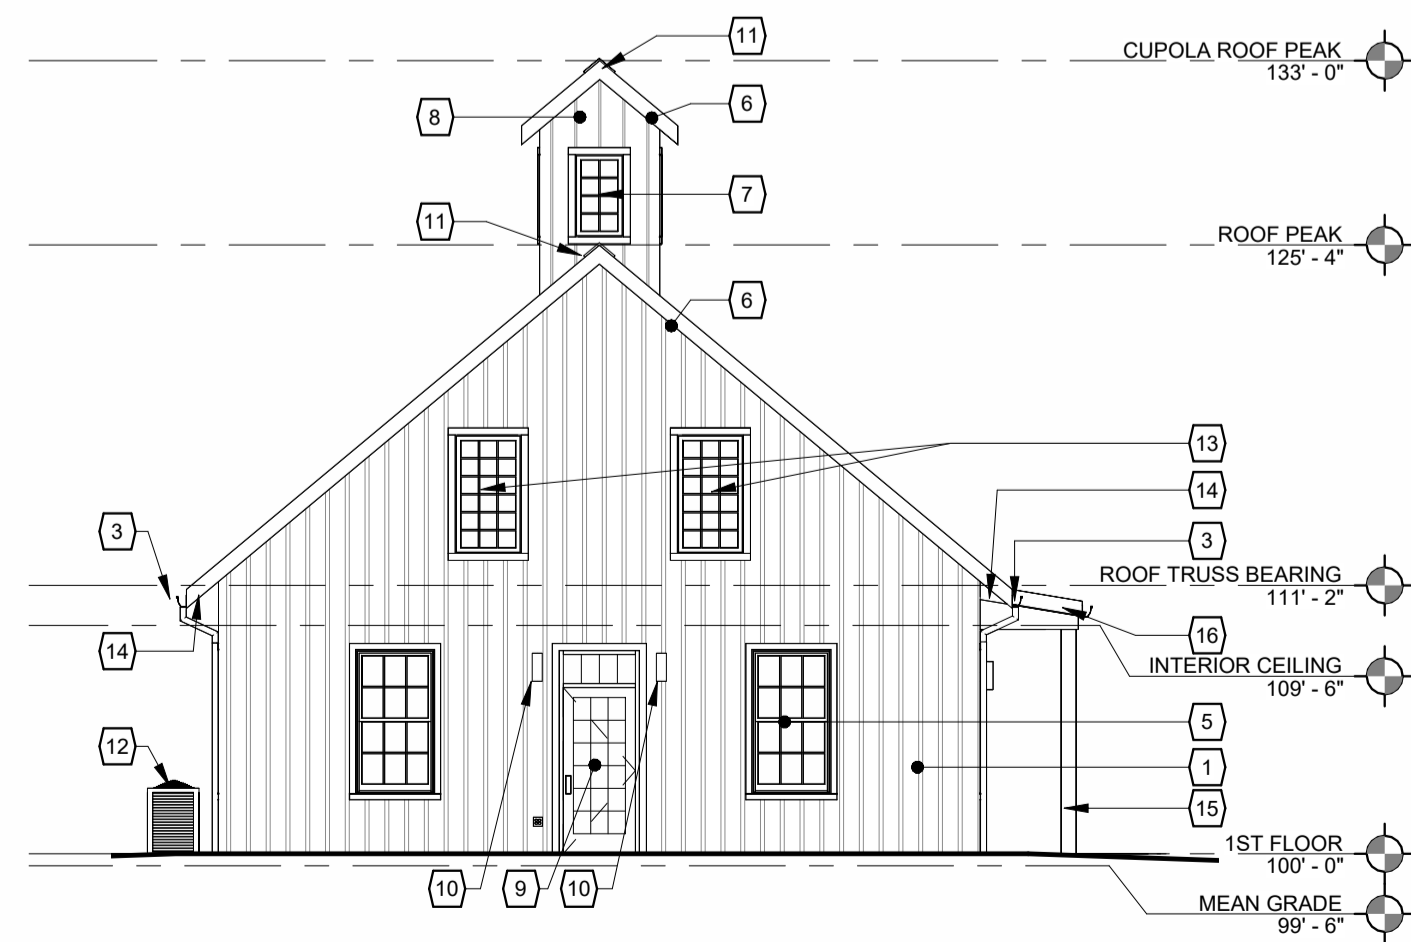 11
CUPOLA ROOF PEAK
133' - 0"
8
6
7
11
ROOF PEAK
125' - 4"
6
13
14
3
3
ROOF TRUSS BEARING
111' - 2"
16
14
INTERIOR CEILING
109' - 6"
5
12
1
15
1ST FLOOR
100' - 0"
10
9
10
MEAN GRADE
99' - 6"